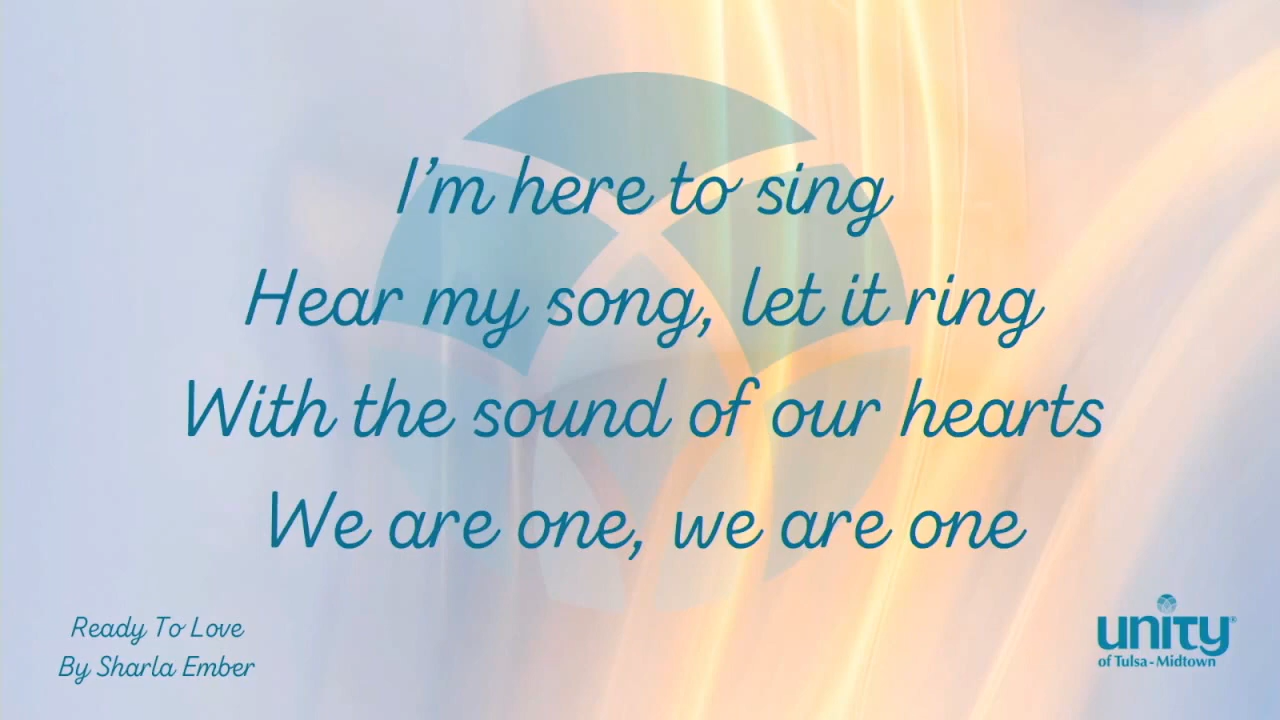 I'm here to sing
Hear my song, let it ring
With the sound of our hearts
We are one, we are one
Ready To Love
By Sharla Ember
unity®
of Tulsa - Midtown